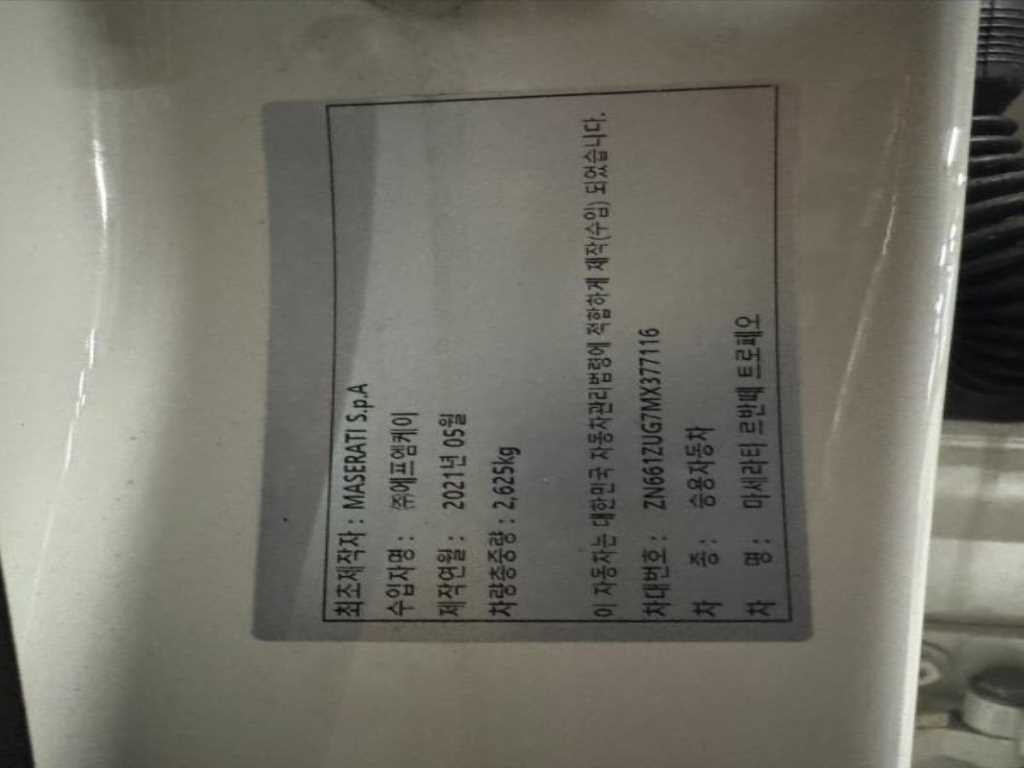 최초제작자 : MASERATI S.p.A
수입자명 : ㈜에프엠케이
제작연월 : 2021년 05월
차량총중량 : 2,625kg
이 자동차는 대한민국 자동차관리법령에 적합하게 제작(수입) 되었습니다.
차대번호 : ZN661ZUG7MX377116
차 종 : 승용자동차
차 명 : 마세라티 르반떼 트로페오